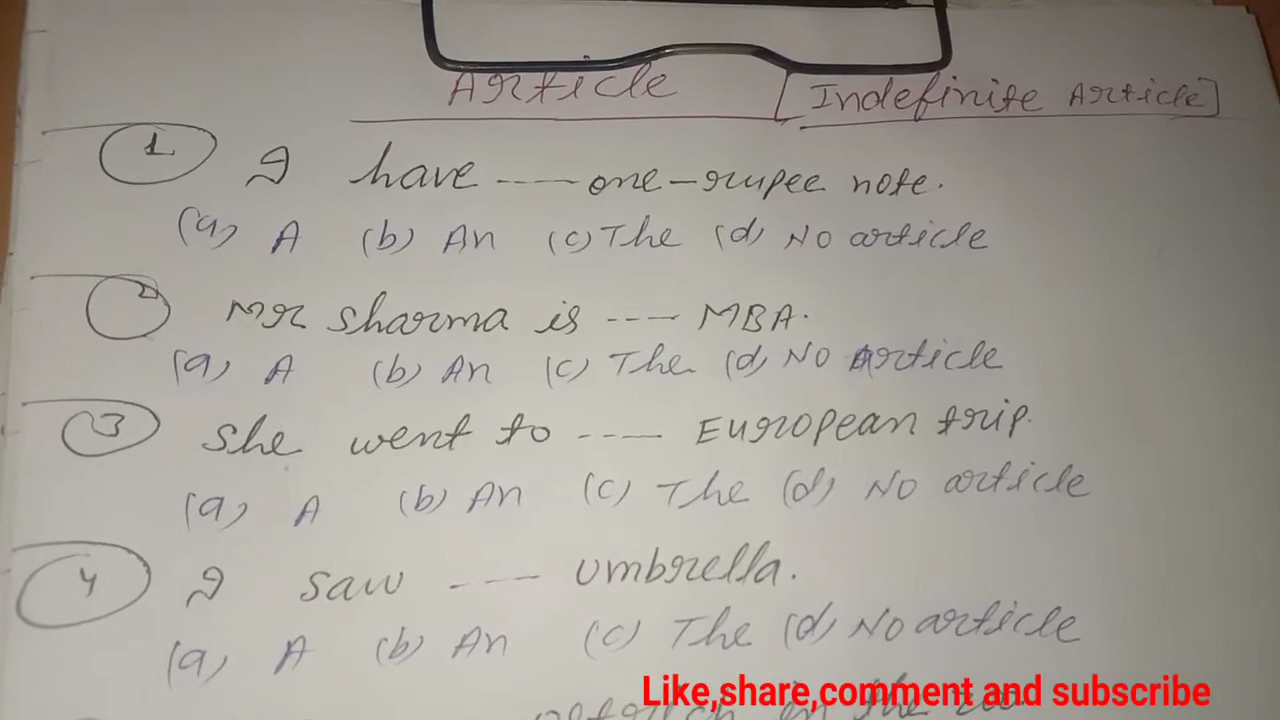 Article [Indefinite Article]
1 I have ---- one-rupee note.
(a) A (b) An (c) The (d) No article
2 Mr sharma is ---- MBA.
(a) A (b) An (c) The (d) No Article
3 She went to ---- European trip.
(a) A (b) An (c) The (d) No article
4 I saw ---- umbrella.
(a) A (b) An (c) The (d) No article
in the
Like,share,comment and subscribe